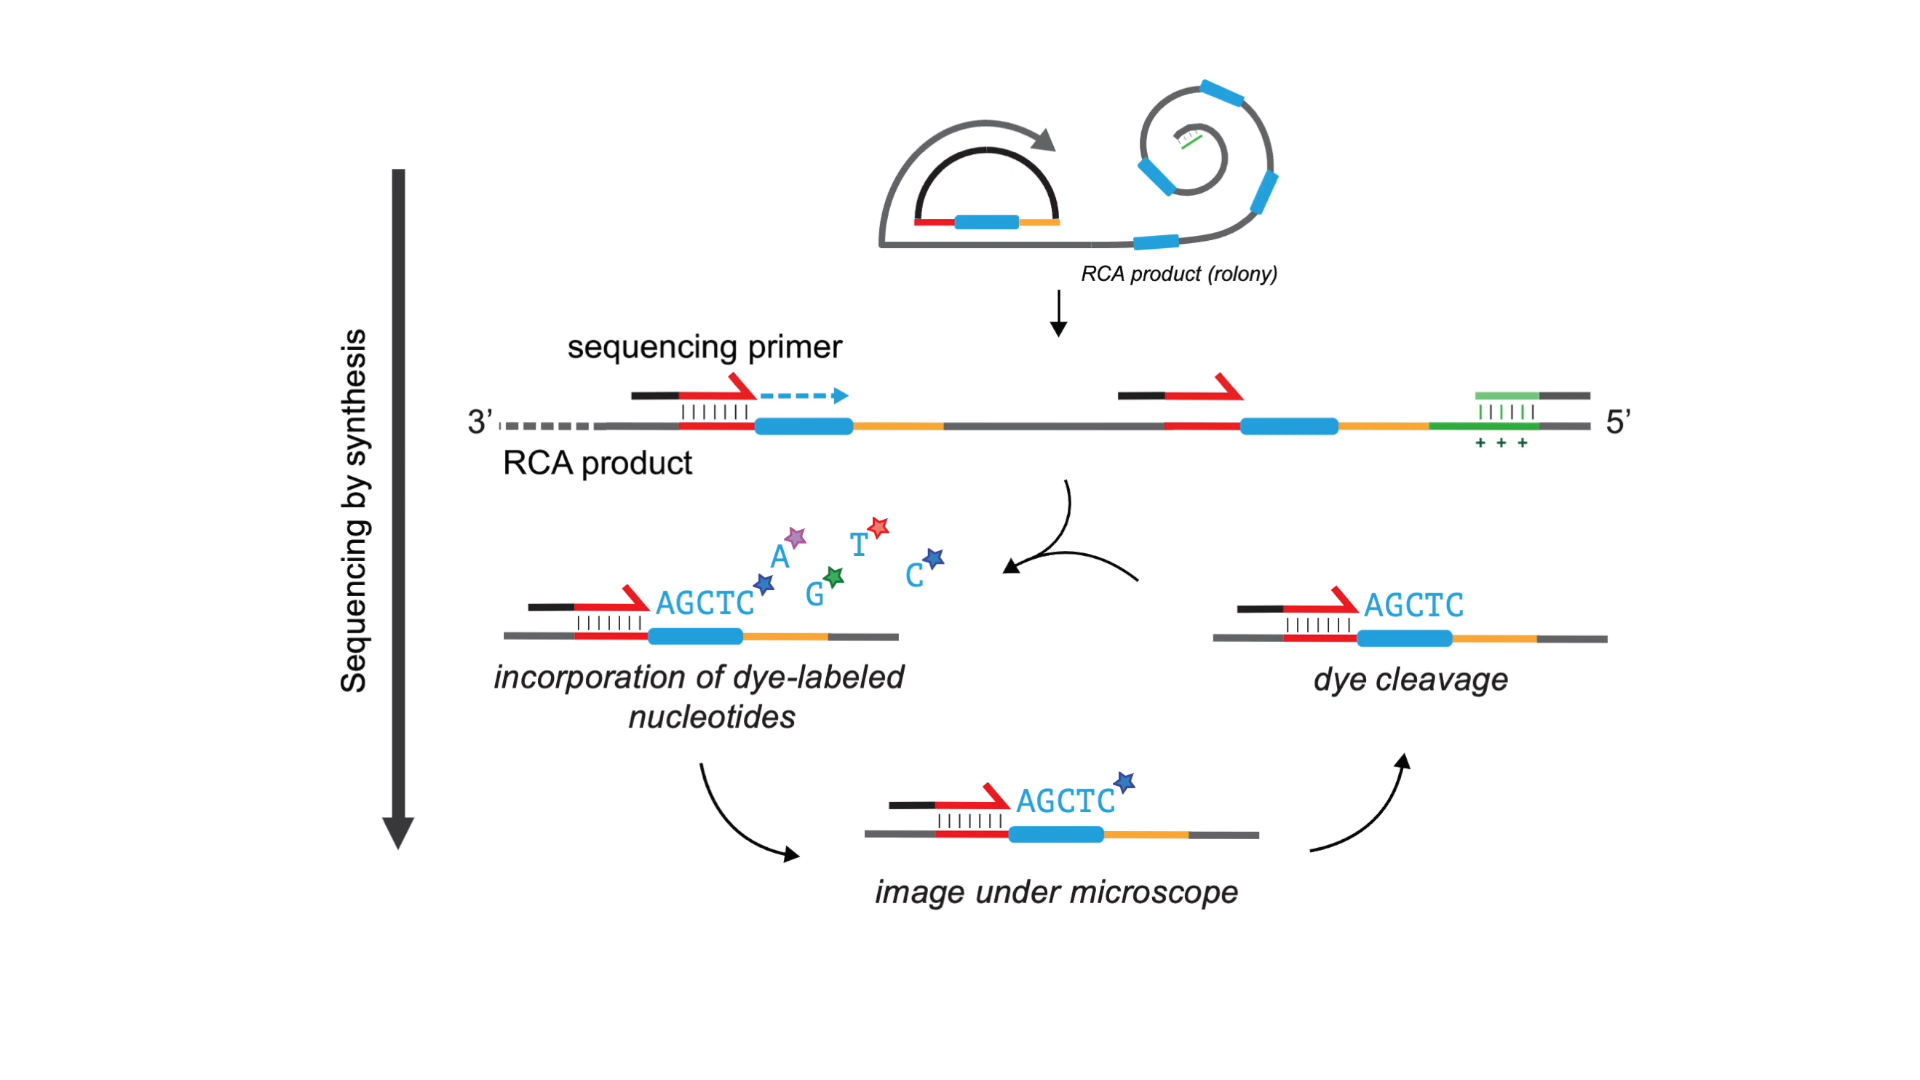 Sequencing by synthesis
RCA product (rolony)
sequencing primer
3’
5’
+ + +
RCA product
A
T
G
C
AGCTC
incorporation of dye-labeled
nucleotides
AGCTC
dye cleavage
AGCTC
image under microscope